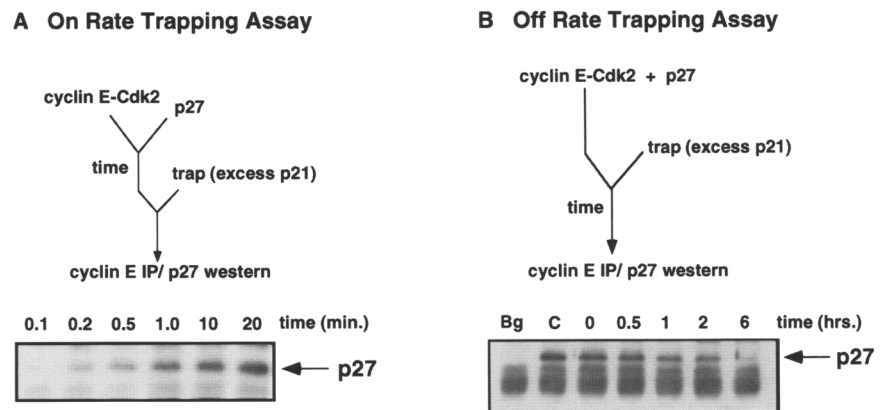 A On Rate Trapping Assay
cyclin E-Cdk2
p27
time
trap (excess p21)
cyclin E IP/ p27 western
0.1 0.2 0.5 1.0 10 20 time (min.)
p27
B Off Rate Trapping Assay
cyclin E-Cdk2 + p27
trap (excess p21)
time
cyclin E IP/ p27 western
Bg C 0 0.5 1 2 6 time (hrs.)
p27